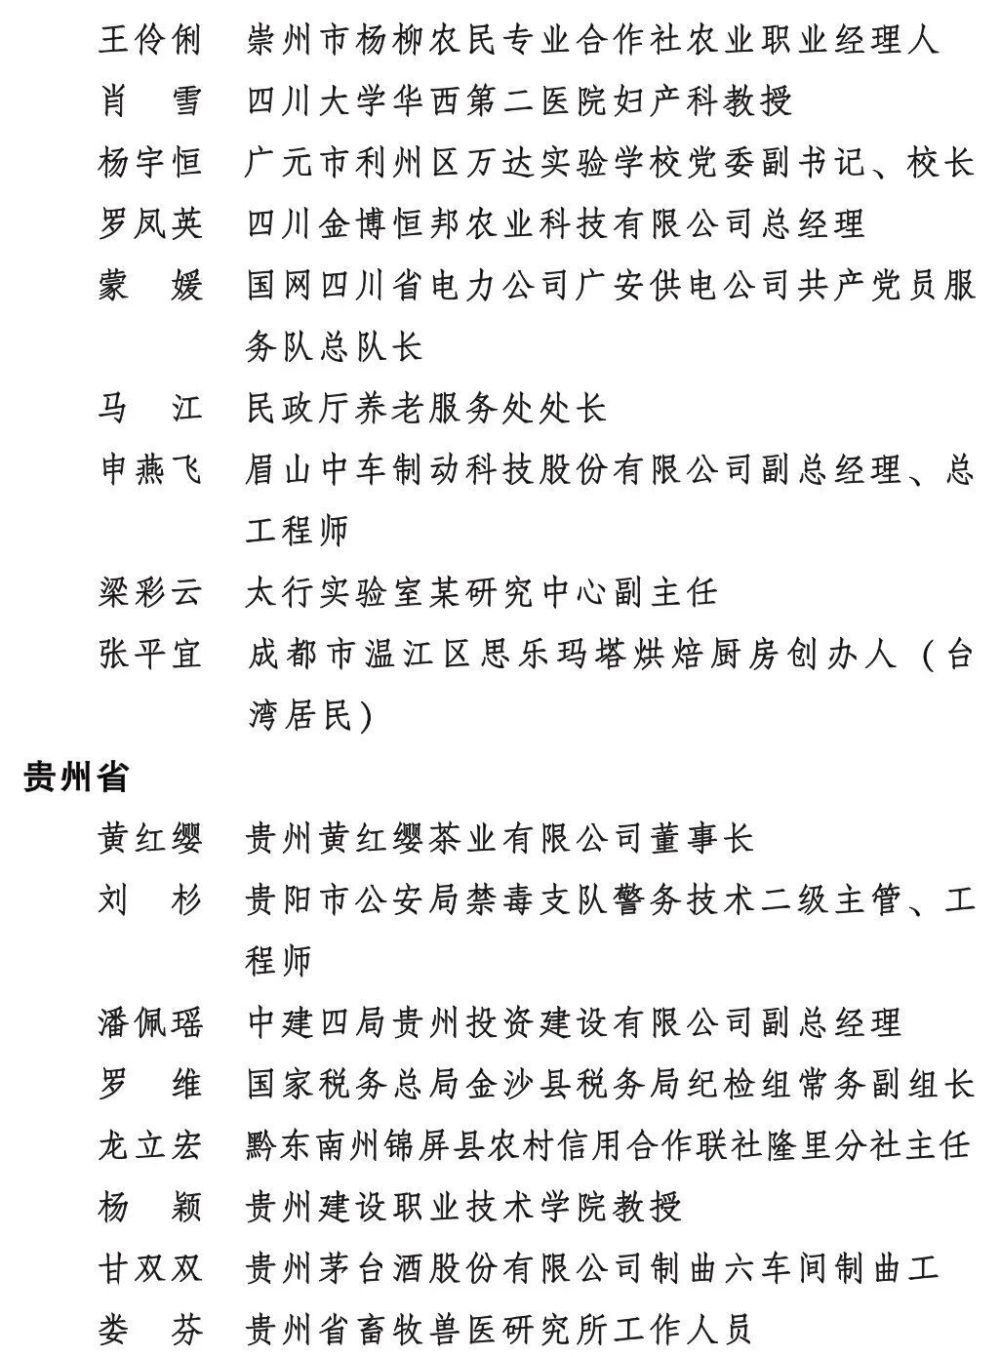 王伶俐 崇州市杨柳农民专业合作社农业职业经理人
肖 雪 四川大学华西第二医院妇产科教授
杨宇恒 广元市利州区万达实验学校党委副书记、校长
罗凤英 四川金博恒邦农业科技有限公司总经理
蒙 媛 国网四川省电力公司广安供电公司共产党员服
务队总队长
马 江 民政厅养老服务处处长
申燕飞 眉山中车制动科技股份有限公司副总经理、总
工程师
梁彩云 太行实验室某研究中心副主任
张平宜 成都市温江区思乐玛塔烘焙厨房创办人（台
湾居民）
贵州省
黄红缨 贵州黄红缨茶业有限公司董事长
刘 杉 贵阳市公安局禁毒支队警务技术二级主管、工
程师
潘佩瑶 中建四局贵州投资建设有限公司副总经理
罗 维 国家税务总局金沙县税务局纪检组常务副组长
龙立宏 黔东南州锦屏县农村信用合作联社隆里分社主任
杨 颖 贵州建设职业技术学院教授
甘双双 贵州茅台酒股份有限公司制曲六车间制曲工
娄 芬 贵州省畜牧兽医研究所工作人员